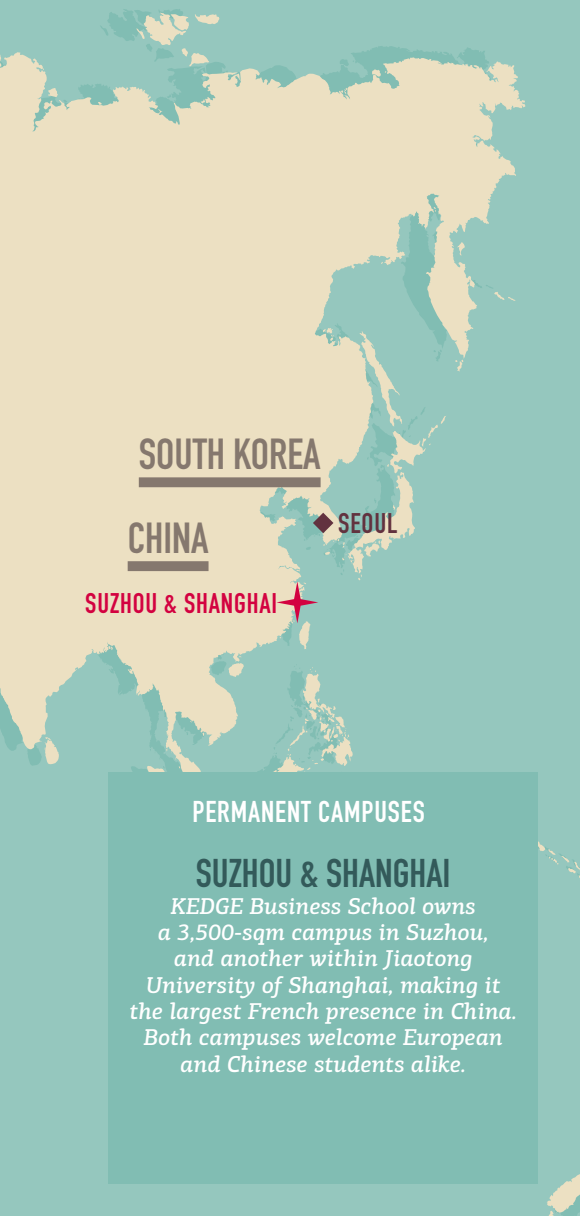 SOUTH KOREA
SEOUL
CHINA
SUZHOU & SHANGHAI
PERMANENT CAMPUSES
SUZHOU & SHANGHAI
KEDGE Business School owns
a 3,500-sqm campus in Suzhou,
and another within Jiaotong
University of Shanghai, making it
the largest French presence in China.
Both campuses welcome European
and Chinese students alike.